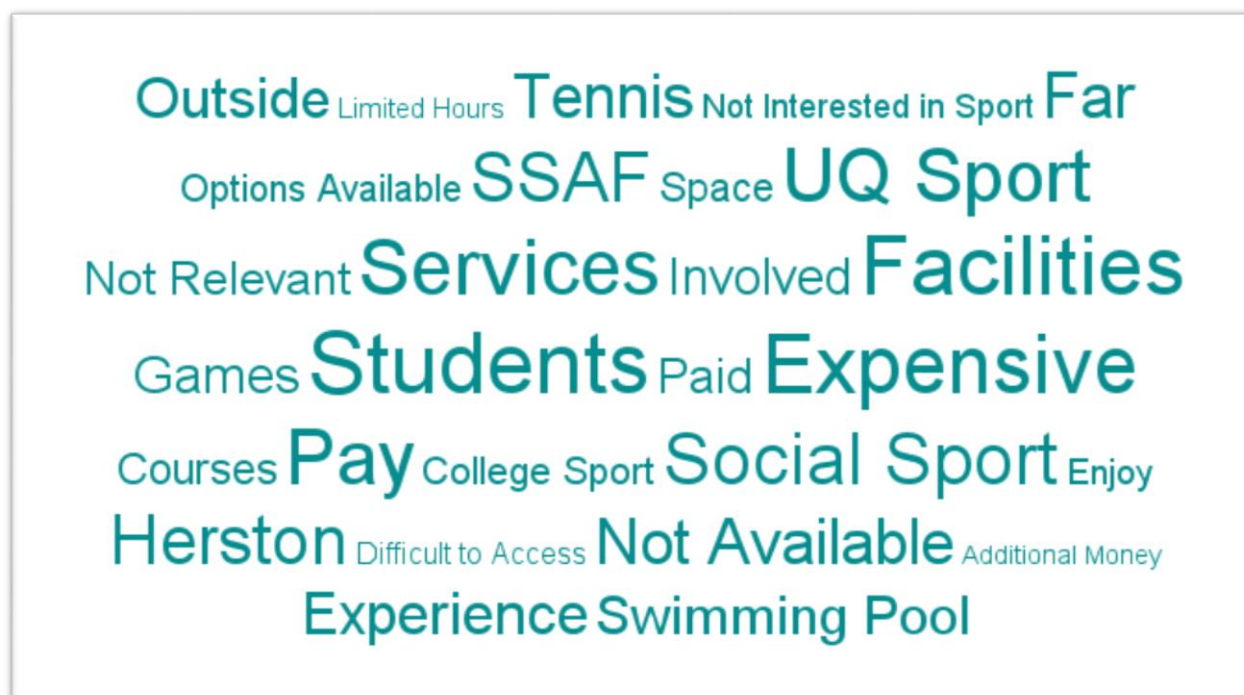 Outside Limited Hours Tennis Not Interested in Sport Far
Options Available SSAF Space UQ Sport
Not Relevant Services Involved Facilities
Games Students Paid Expensive
Courses Pay College Sport Social Sport Enjoy
Herston Difficult to Access Not Available Additional Money
Experience Swimming Pool